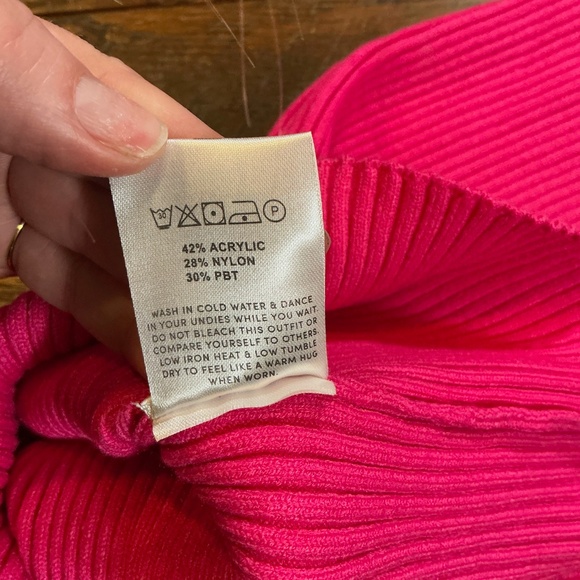 30 P
42% ACRYLIC
28% NYLON
30% PBT
WASH IN COLD WATER & DANCE
IN YOUR UNDIES WHILE YOU WAIT.
DO NOT BLEACH THIS OUTFIT OR
COMPARE YOURSELF TO OTHERS.
LOW IRON HEAT & LOW TUMBLE
DRY TO FEEL LIKE A WARM HUG
WHEN WORN.